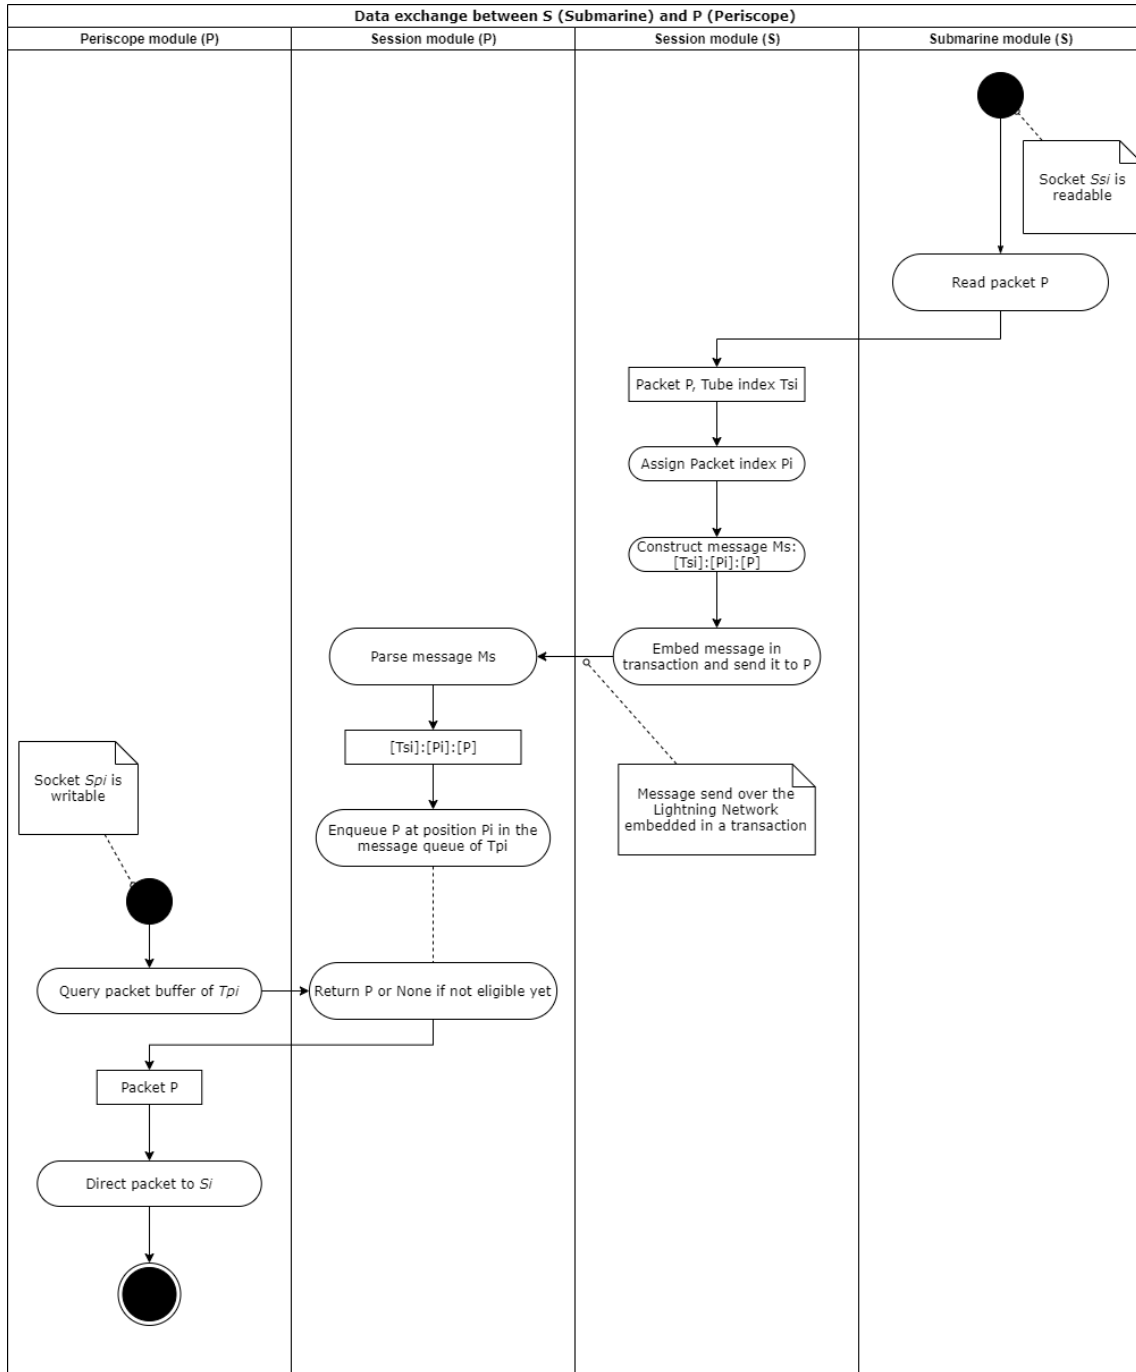 Data exchange between S (Submarine) and P (Periscope)
Periscope module (P)
Session module (P)
Session module (S)
Submarine module (S)
Socket Ssi is
readable
Read packet P
Packet P, Tube index Tsi
Assign Packet index Pi
Construct message Ms:
[Tsi]:[Pi]:[P]
Embed message in
transaction and send it to P
Parse message Ms
[Tsi]:[Pi]:[P]
Message send over the
Lightning Network
embedded in a transaction
Socket Spi is
writable
Enqueue P at position Pi in the
message queue of Tpi
Query packet buffer of Tpi
Return P or None if not eligible yet
Packet P
Direct packet to Si